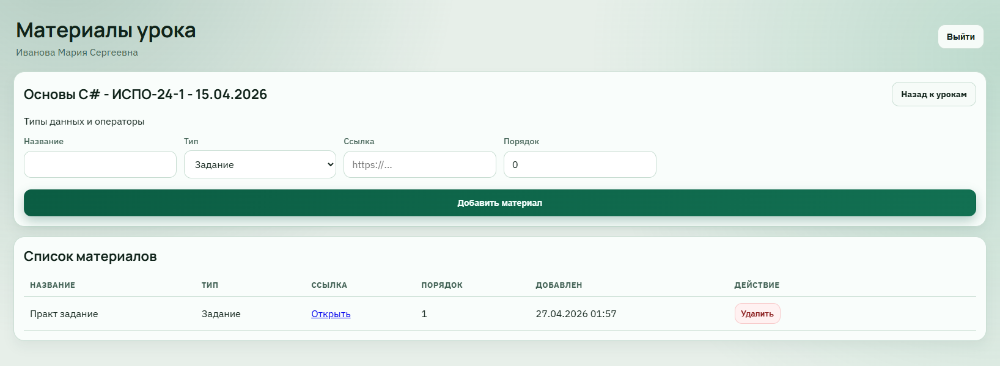 Материалы урока
Иванова Мария Сергеевна
Выйти
Основы C# - ИСПО-24-1 - 15.04.2026
Назад к урокам
Типы данных и операторы
Название Тип Ссылка Порядок
Задание https://... 0
Добавить материал
Список материалов
НАЗВАНИЕ ТИП ССЫЛКА ПОРЯДОК ДОБАВЛЕН ДЕЙСТВИЕ
Практ задание Задание Открыть 1 27.04.2026 01:57 Удалить